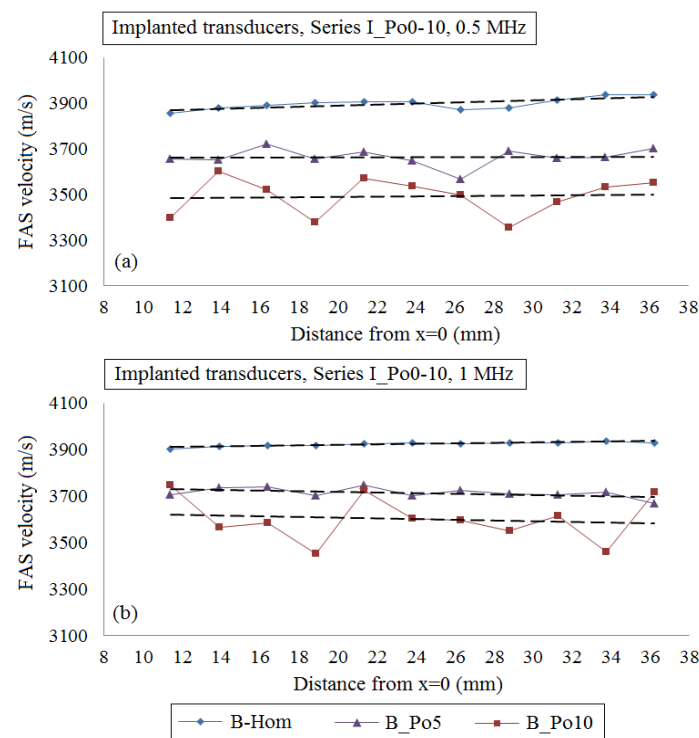 Implanted transducers, Series I_Po0-10, 0.5 MHz
4100
3900
3700
3500
3300
3100
FAS velocity (m/s)
(a)
8 10 12 14 16 18 20 22 24 26 28 30 32 34 36 38
Distance from x=0 (mm)
Implanted transducers, Series I_Po0-10, 1 MHz
4100
3900
3700
3500
3300
3100
FAS velocity (m/s)
(b)
8 10 12 14 16 18 20 22 24 26 28 30 32 34 36 38
Distance from x=0 (mm)
B-Hom B_Po5 B_Po10